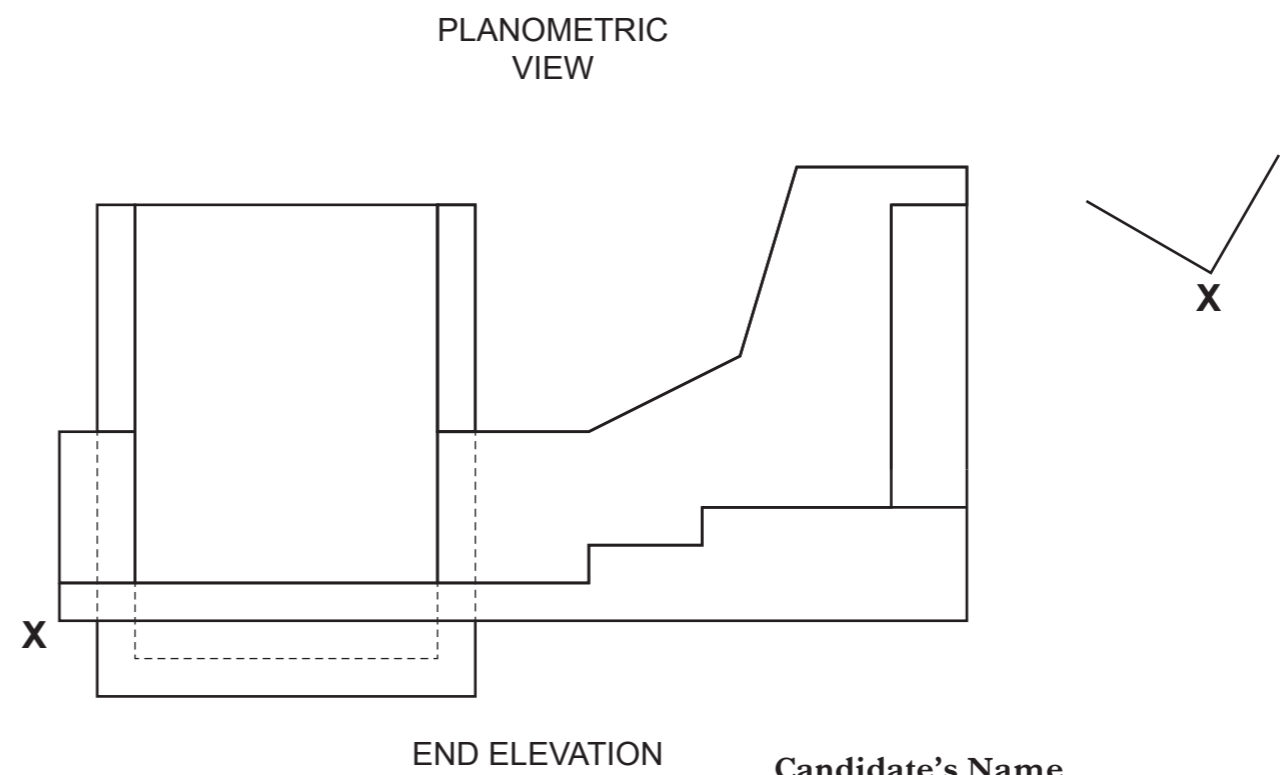 PLANOMETRIC
VIEW
X
X
END ELEVATION
Candidate's Name